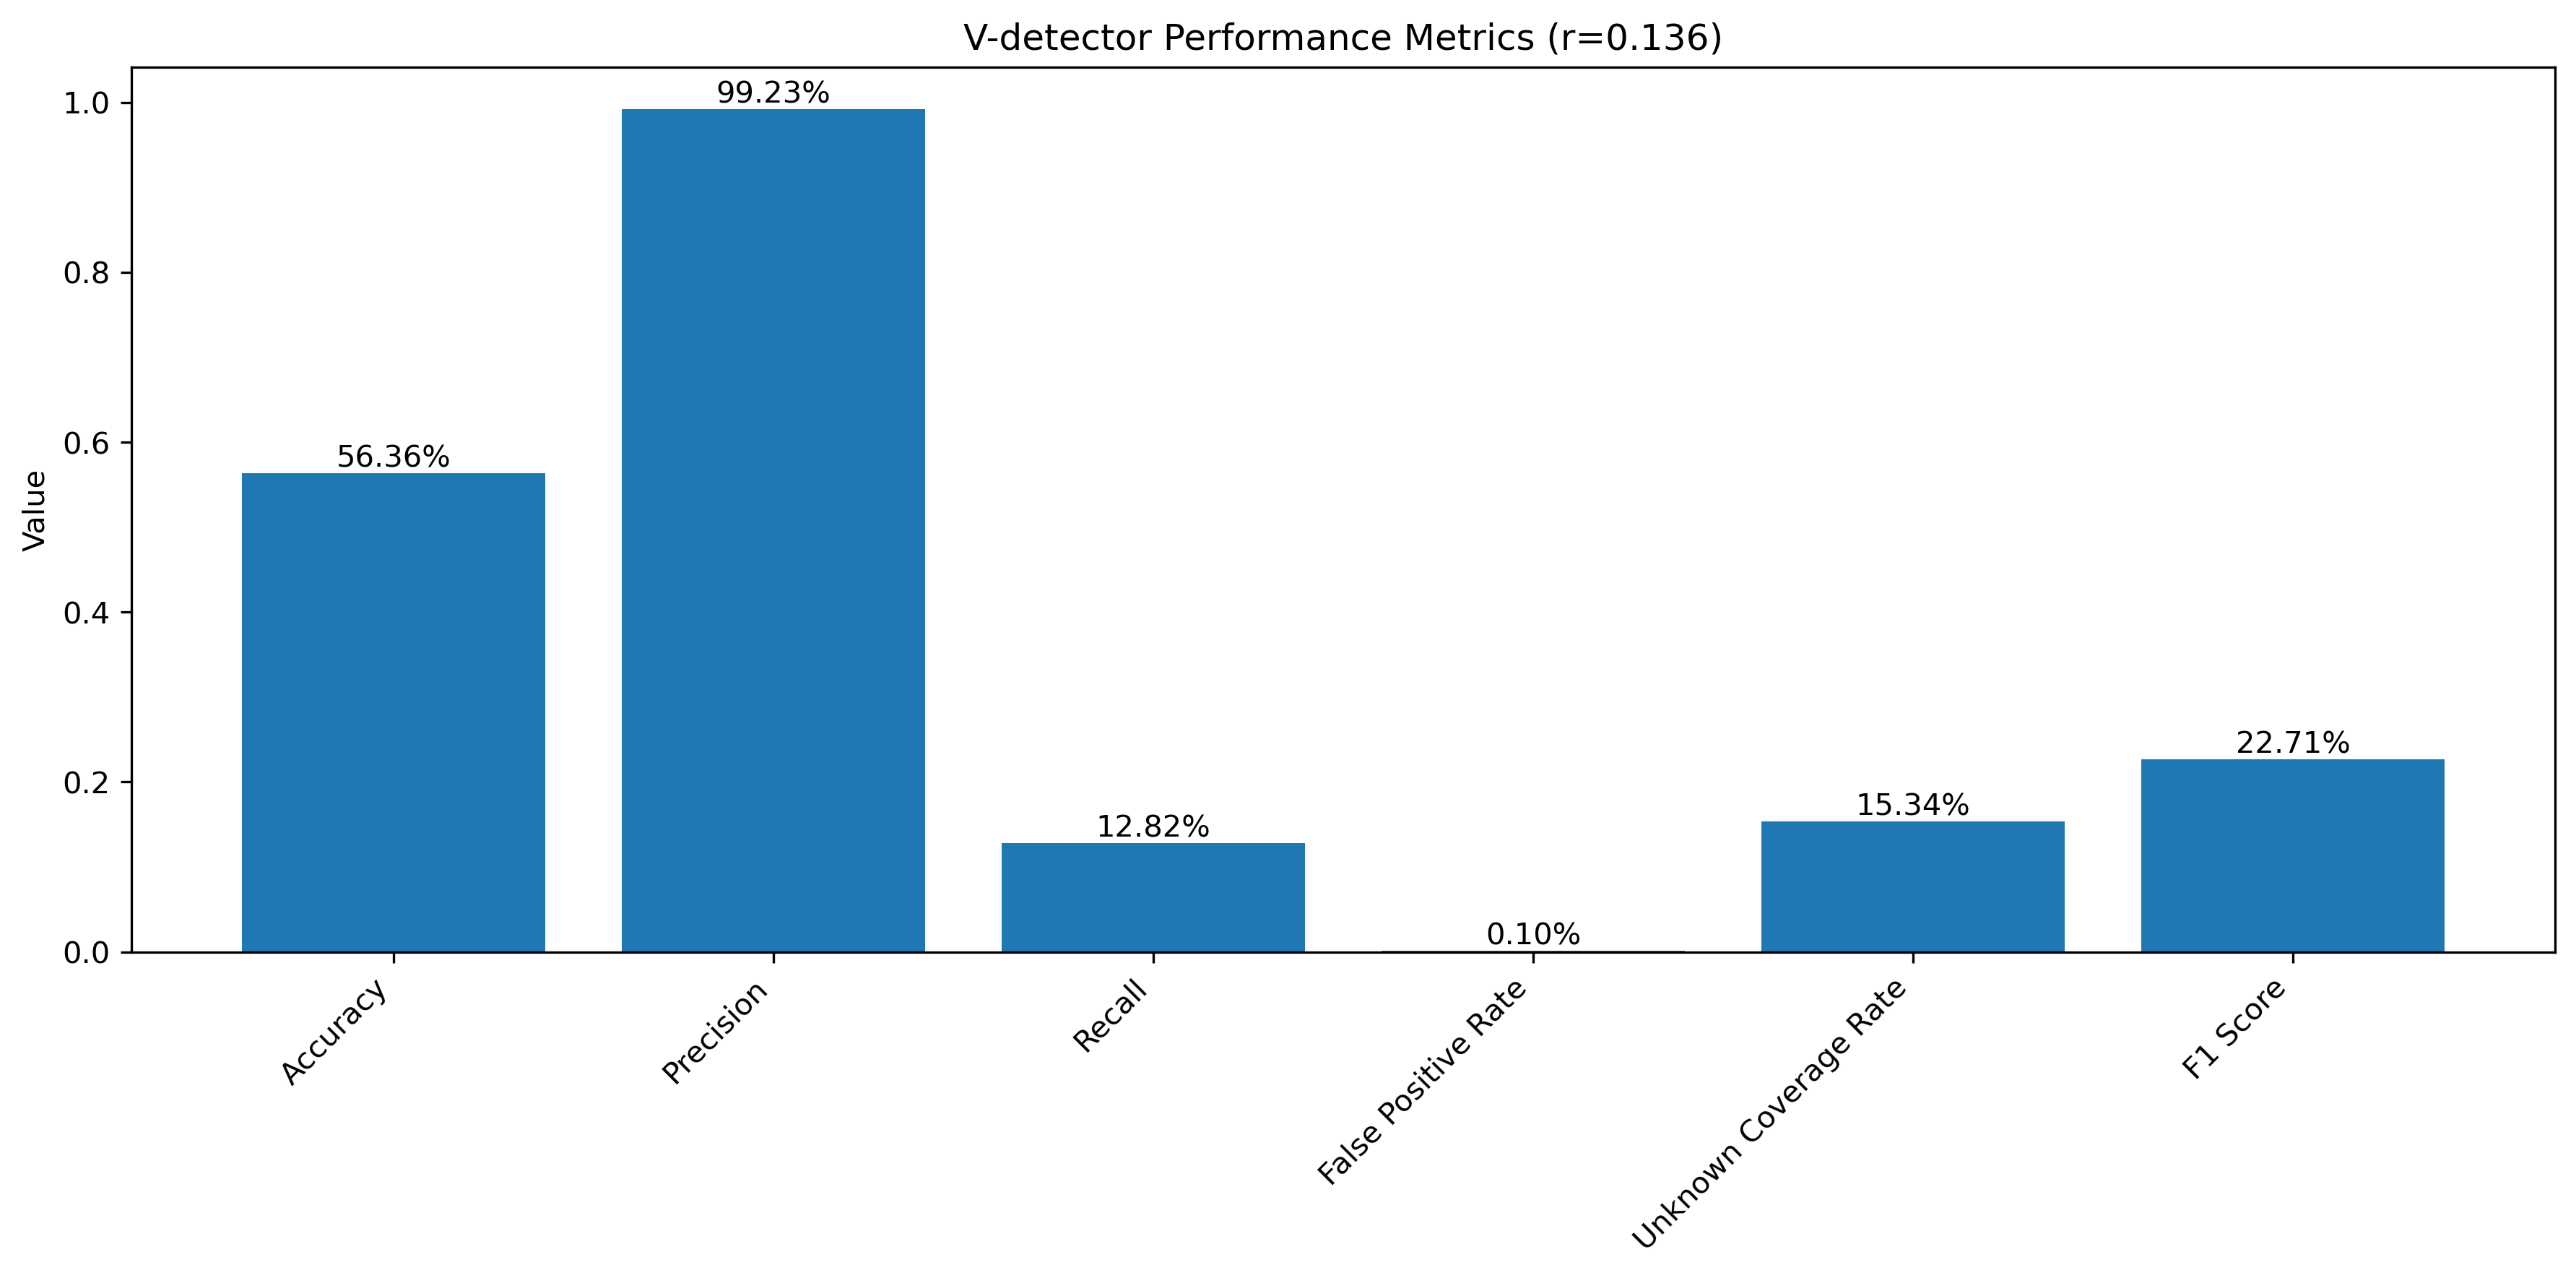 V-detector Performance Metrics (r=0.136)
Value
1.0
0.8
0.6
0.4
0.2
0.0
56.36%
99.23%
12.82%
0.10%
15.34%
22.71%
Accuracy
Precision
Recall
False Positive Rate
Unknown Coverage Rate
F1 Score